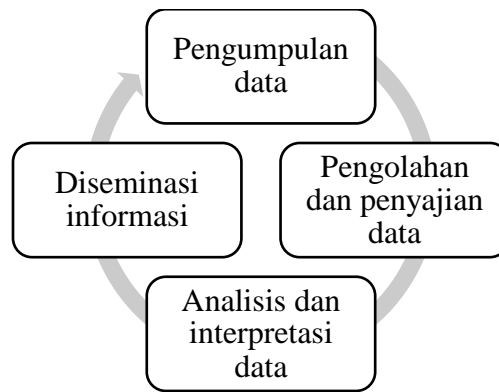 Pengumpulan
data
Pengolahan
dan penyajian
data
Analisis dan
interpretasi
data
Diseminasi
informasi